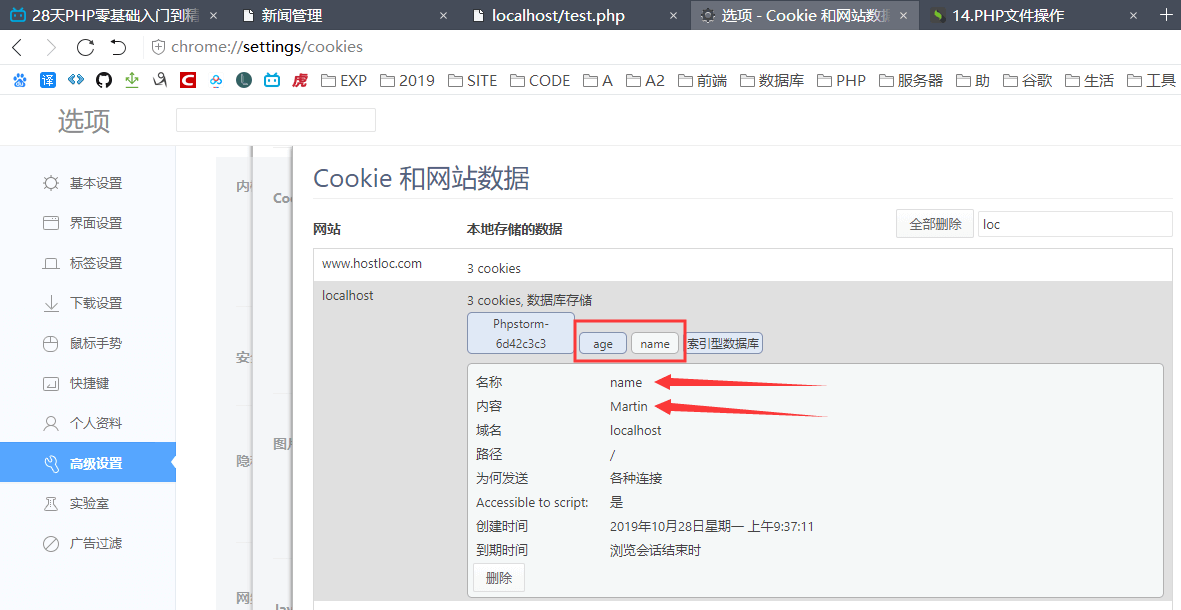 28天PHP零基础入门到精 ×
新闻管理 ×
localhost/test.php ×
选项 - Cookie 和网站数据 ×
14.PHP文件操作 ×
chrome://settings/cookies
译 EXP 2019 SITE CODE A A2 前端 数据库 PHP 服务器 助 谷歌 生活 工具
选项
基本设置
界面设置
标签设置
下载设置
鼠标手势
快捷键
个人资料
高级设置
实验室
广告过滤
Coo
图片
Cookie 和网站数据
网站 本地存储的数据 全部删除 loc
www.hostloc.com 3 cookies
localhost 3 cookies, 数据库存储
Phpstorm-
6d42c3c3 age name 索引型数据库
名称 name
内容 Martin
域名 localhost
路径 /
为何发送 各种连接
Accessible to script: 是
创建时间 2019年10月28日星期一 上午9:37:11
到期时间 浏览会话结束时
删除